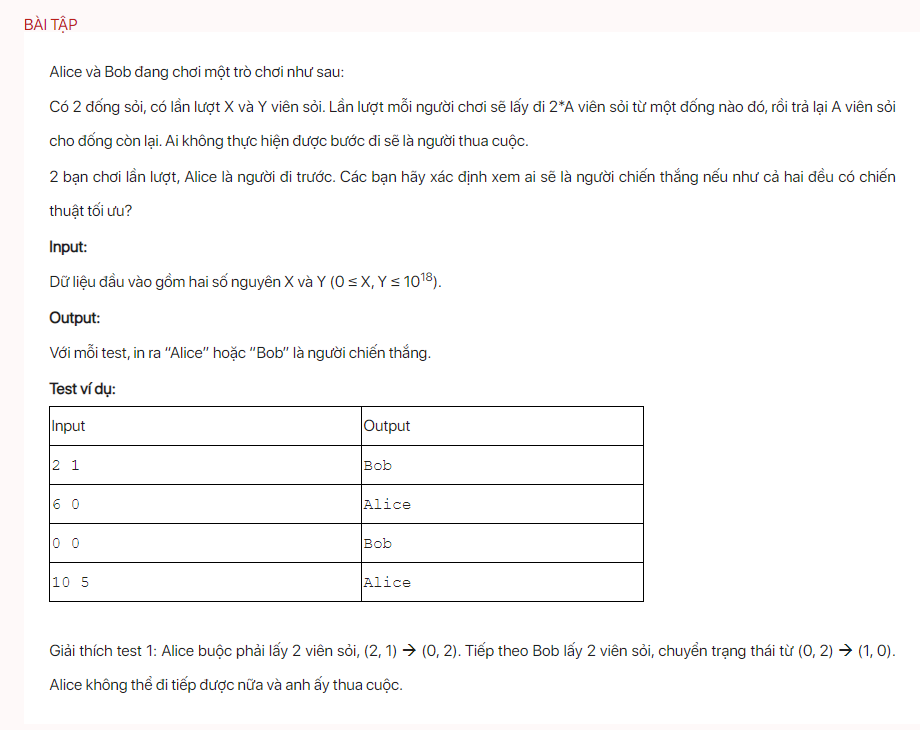 BÀI TẬP
Alice và Bob đang chơi một trò chơi như sau:
Có 2 đống sỏi, có lần lượt X và Y viên sỏi. Lần lượt mỗi người chơi sẽ lấy đi 2*A viên sỏi từ một đống nào đó, rồi trả lại A viên sỏi
cho đống còn lại. Ai không thực hiện được bước đi sẽ là người thua cuộc.
2 bạn chơi lần lượt, Alice là người đi trước. Các bạn hãy xác định xem ai sẽ là người chiến thắng nếu như cả hai đều có chiến
thuật tối ưu?
Input:
Dữ liệu đầu vào gồm hai số nguyên X và Y (0 ≤ X, Y ≤ 10¹⁸).
Output:
Với mỗi test, in ra “Alice” hoặc “Bob” là người chiến thắng.
Test ví dụ:
Input Output
2 1 Bob
6 0 Alice
0 0 Bob
10 5 Alice
Giải thích test 1: Alice buộc phải lấy 2 viên sỏi, (2, 1) → (0, 2). Tiếp theo Bob lấy 2 viên sỏi, chuyển trạng thái từ (0, 2) → (1, 0).
Alice không thể đi tiếp được nữa và anh ấy thua cuộc.